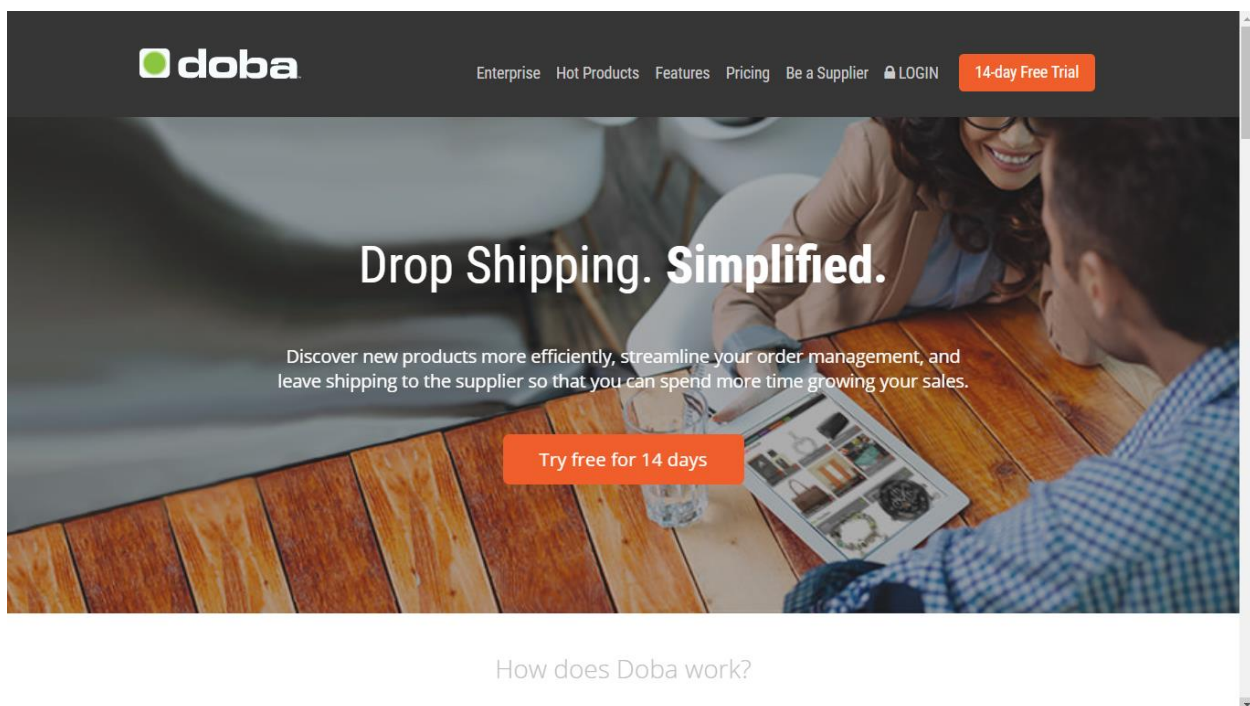 doba
Enterprise Hot Products Features Pricing Be a Supplier LOGIN 14-day Free Trial
Drop Shipping. Simplified.
Discover new products more efficiently, streamline your order management, and
leave shipping to the supplier so that you can spend more time growing your sales.
Try free for 14 days
How does Doba work?